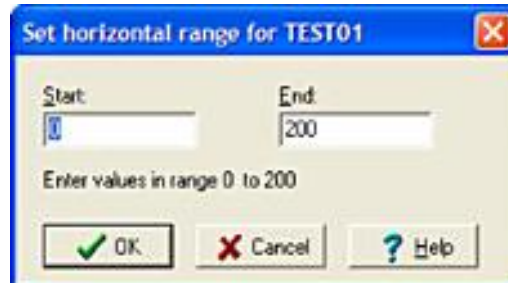 Set horizontal range for TEST01
Start: End:
0 200
Enter values in range 0 to 200
OK Cancel Help